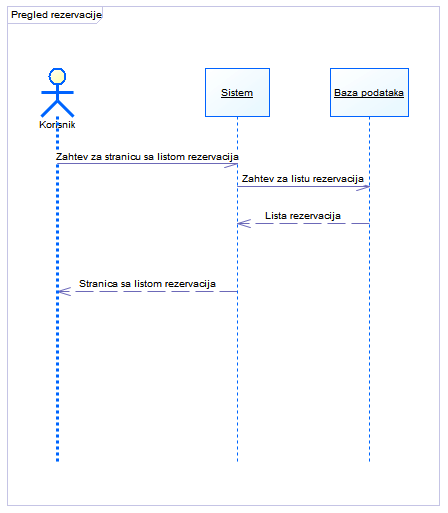 Pregled rezervacije
Korisnik
Sistem
Baza podataka
Zahtev za stranicu sa listom rezervacija
Zahtev za listu rezervacija
Lista rezervacija
Stranica sa listom rezervacija